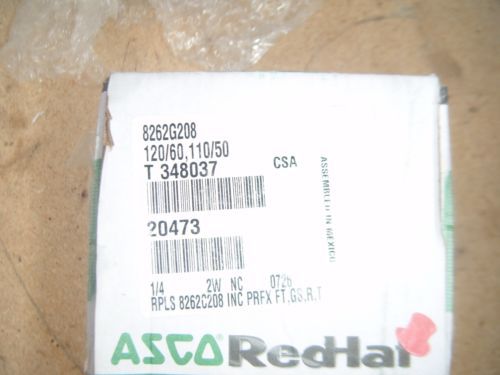 8262G208
120/60,110/50
T 348037
CSA
ASSEMBLED IN MEXICO
20473
1/4 2W NC 0726
RPLS 8262C208 INC PRFX FT,GS,R,T
ASCO RedHat